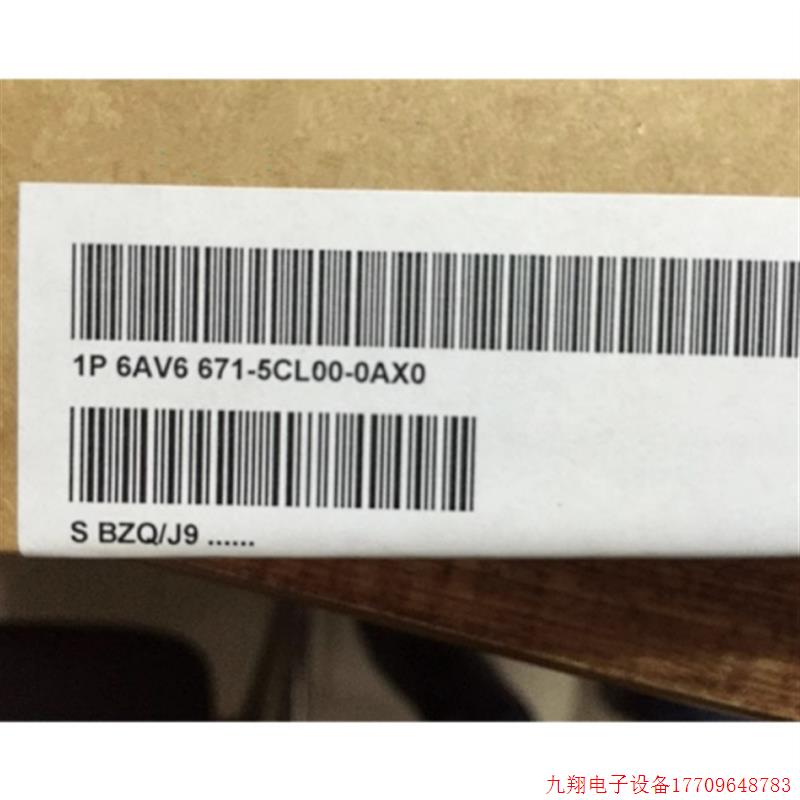 1P 6AV6 671-5CL00-0AX0
S BZQ/J9 ......
九翔电子设备17709648783